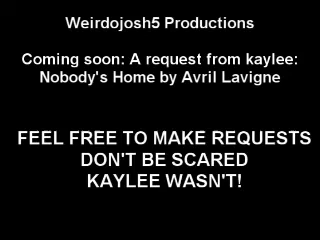 Weirdojosh5 Productions
Coming soon: A request from kaylee:
Nobody's Home by Avril Lavigne
FEEL FREE TO MAKE REQUESTS
DON'T BE SCARED
KAYLEE WASN'T!